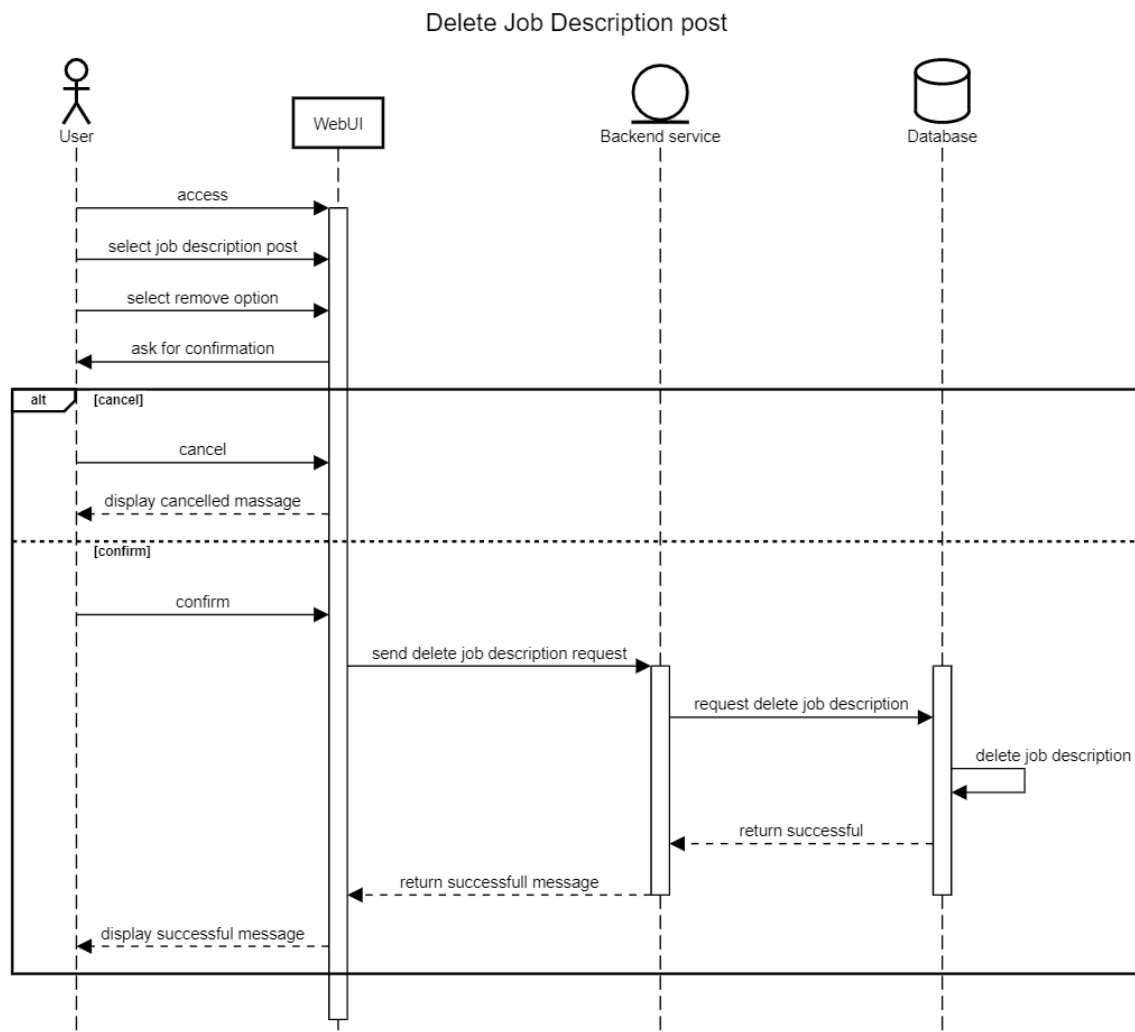 Delete Job Description post
User
WebUI
Backend service
Database
access
select job description post
select remove option
ask for confirmation
alt
[cancel]
cancel
display cancelled massage
[confirm]
confirm
send delete job description request
request delete job description
delete job description
return successful
return successfull message
display successful message